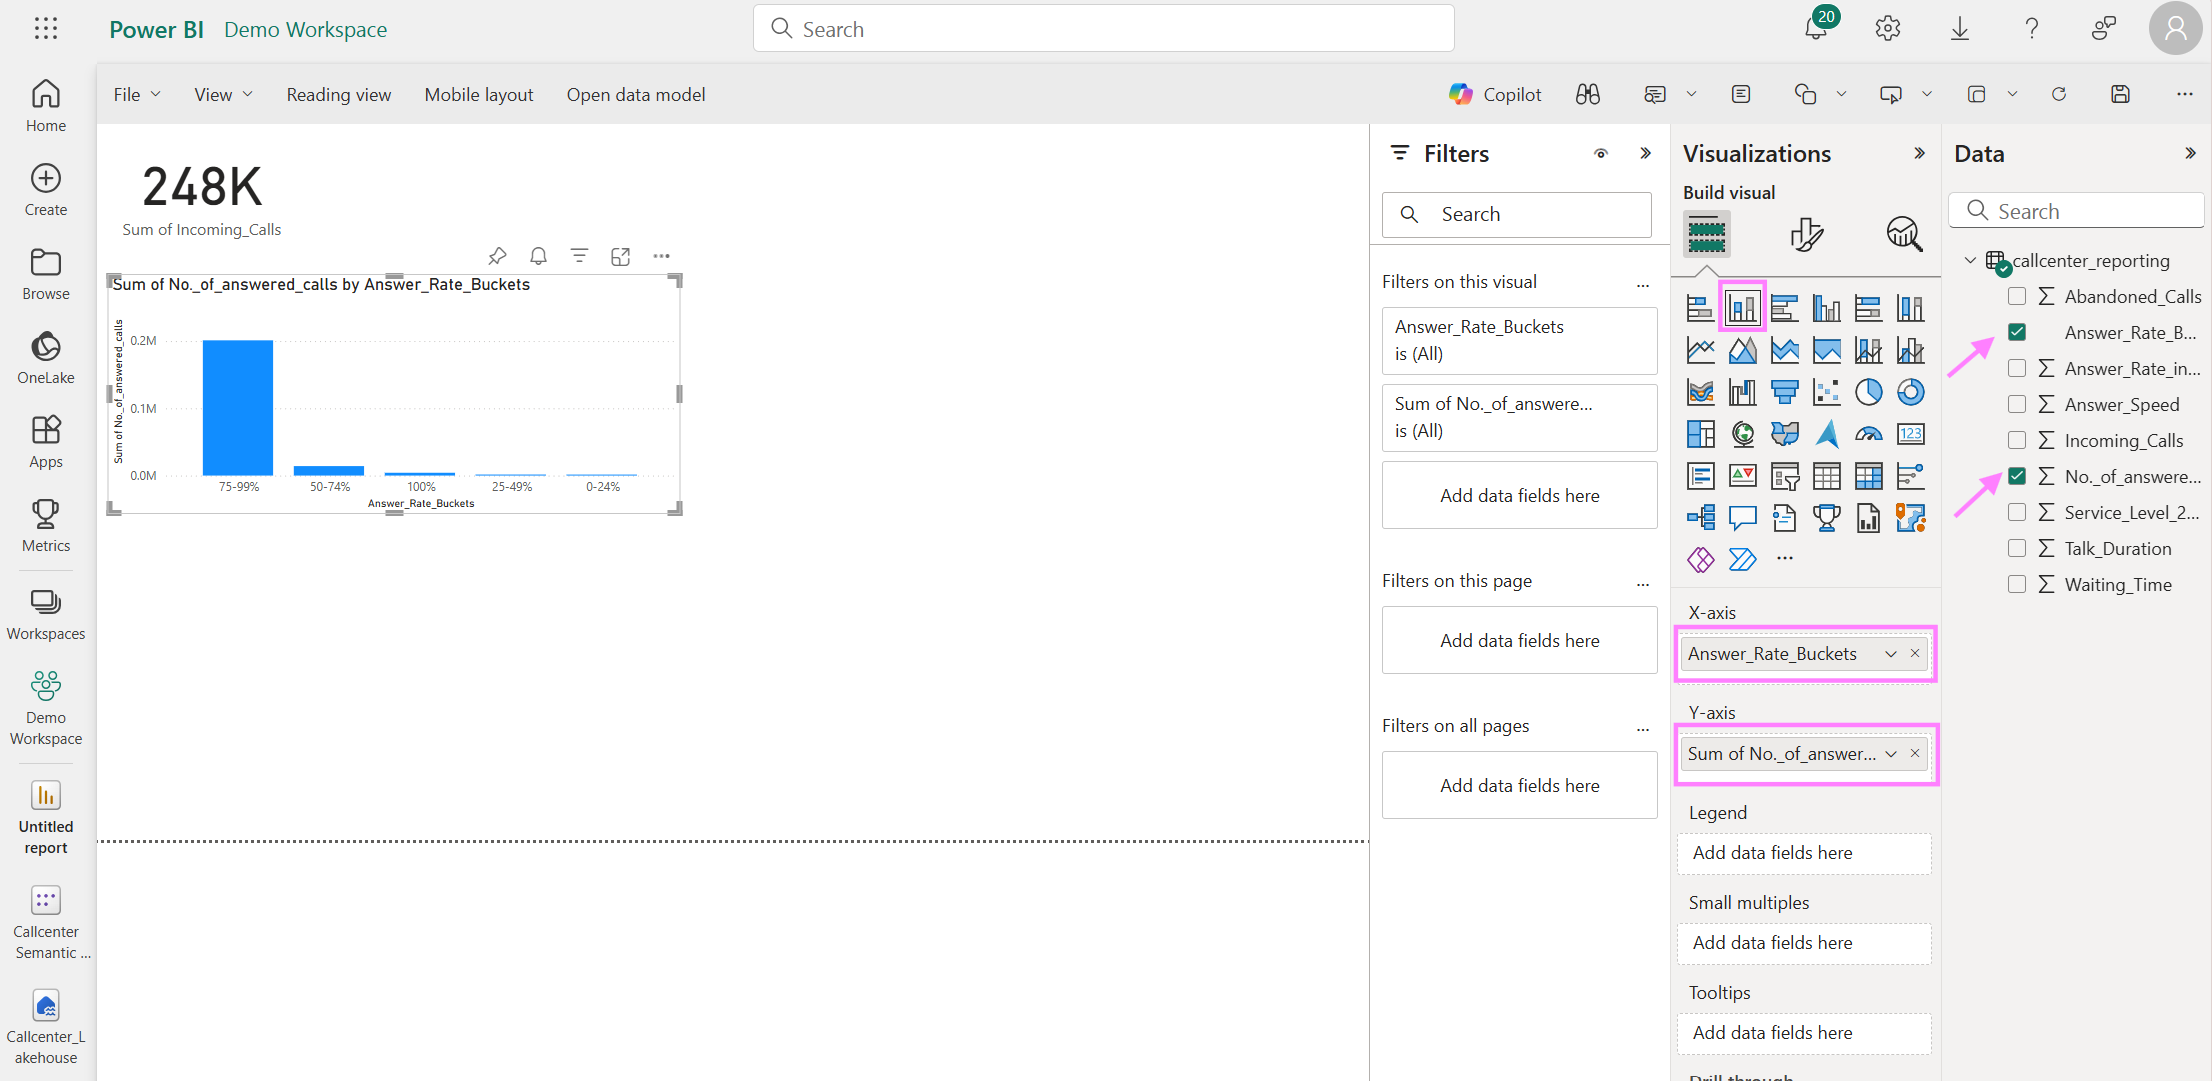 Power BI Demo Workspace
Search
20
Home
Create
Browse
OneLake
Apps
Metrics
Workspaces
Demo
Workspace
Untitled
report
Callcenter
Semantic ...
Callcenter_L
akehouse
File View Reading view Mobile layout Open data model
Copilot
...
248K
Sum of Incoming_Calls
Sum of No._of_answered_calls by Answer_Rate_Buckets
Sum of No._of_answered_calls
0.2M
0.1M
0.0M
75-99% 50-74% 100% 25-49% 0-24%
Answer_Rate_Buckets
Filters
Search
Filters on this visual ...
Answer_Rate_Buckets
is (All)
Sum of No._of_answere...
is (All)
Add data fields here
Filters on this page ...
Add data fields here
Filters on all pages ...
Add data fields here
Visualizations
Build visual
123
...
X-axis
Answer_Rate_Buckets
Y-axis
Sum of No._of_answer...
Legend
Add data fields here
Small multiples
Add data fields here
Tooltips
Add data fields here
Drill through
Data
Search
callcenter_reporting
Abandoned_Calls
Answer_Rate_B...
Answer_Rate_in...
Answer_Speed
Incoming_Calls
No._of_answere...
Service_Level_2...
Talk_Duration
Waiting_Time